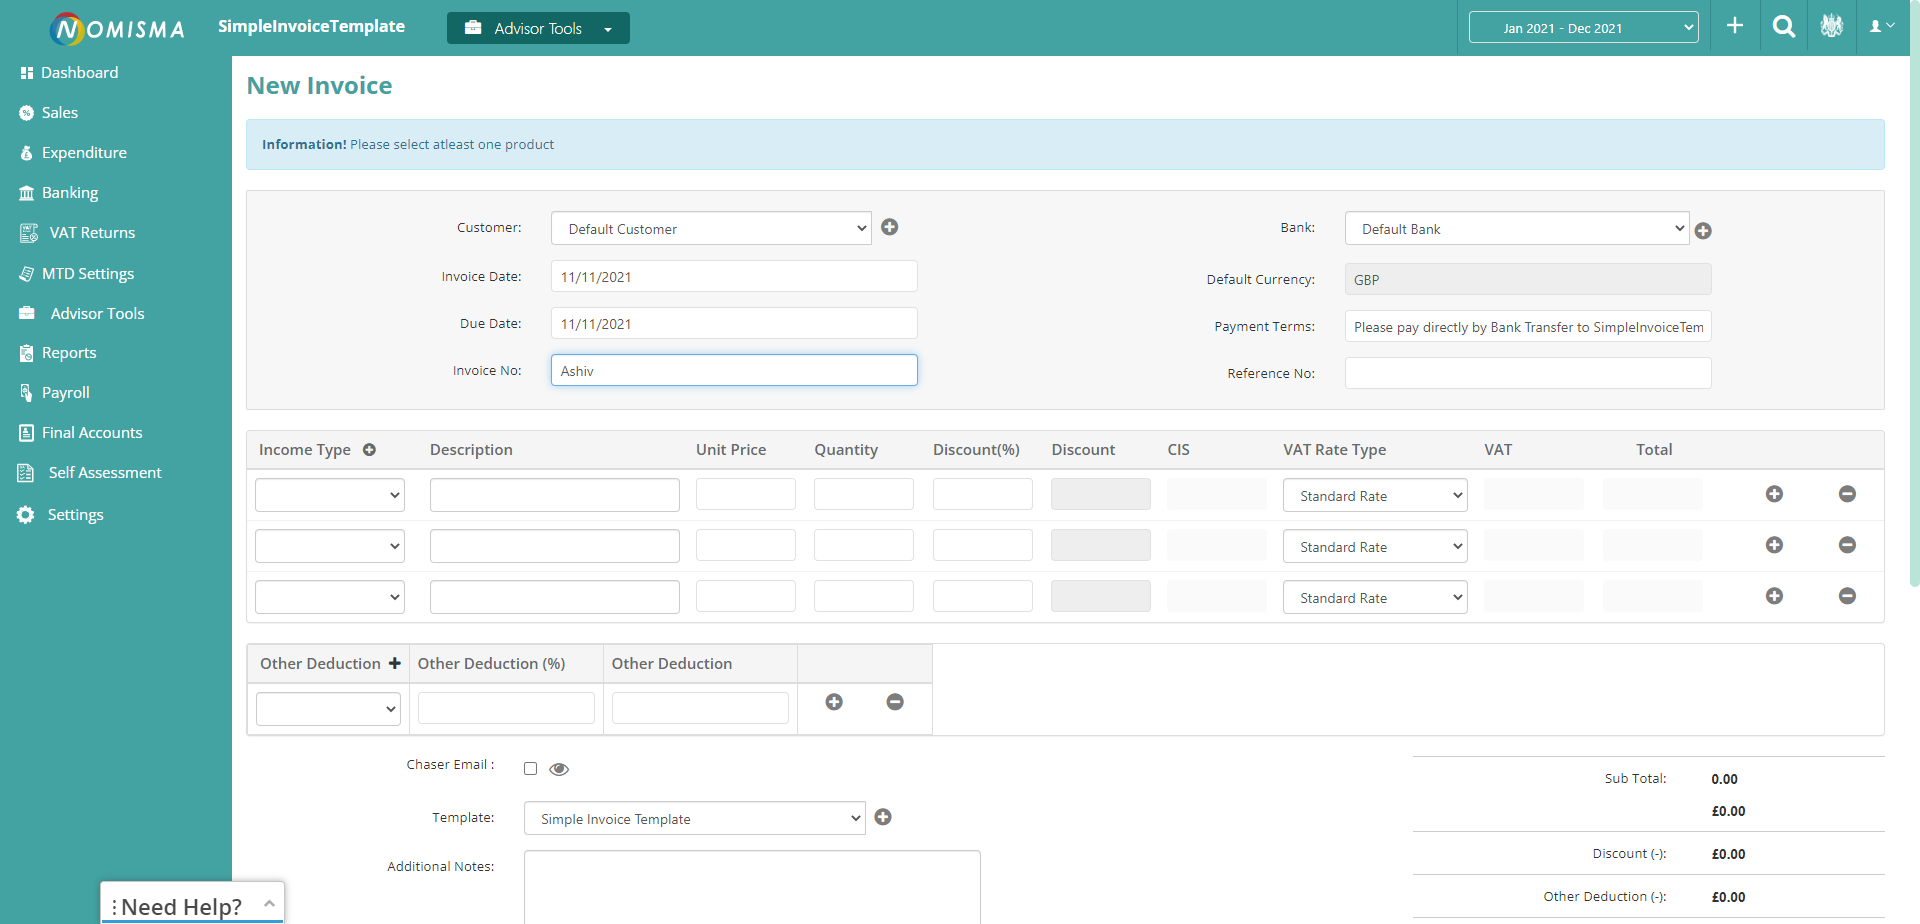 NOMISMA
SimpleInvoiceTemplate
Advisor Tools
Jan 2021 - Dec 2021
Dashboard
Sales
Expenditure
Banking
VAT Returns
MTD Settings
Advisor Tools
Reports
Payroll
Final Accounts
Self Assessment
Settings
New Invoice
Information! Please select atleast one product
Customer: Default Customer
Bank: Default Bank
Invoice Date: 11/11/2021
Default Currency: GBP
Due Date: 11/11/2021
Payment Terms: Please pay directly by Bank Transfer to SimpleInvoiceTem
Invoice No: Ashiv
Reference No:
Income Type Description Unit Price Quantity Discount(%) Discount CIS VAT Rate Type VAT Total
Standard Rate
Standard Rate
Standard Rate
Other Deduction Other Deduction (%) Other Deduction
Chaser Email :
Template: Simple Invoice Template
Additional Notes:
Sub Total: 0.00
£0.00
Discount (-): £0.00
Other Deduction (-): £0.00
Need Help?